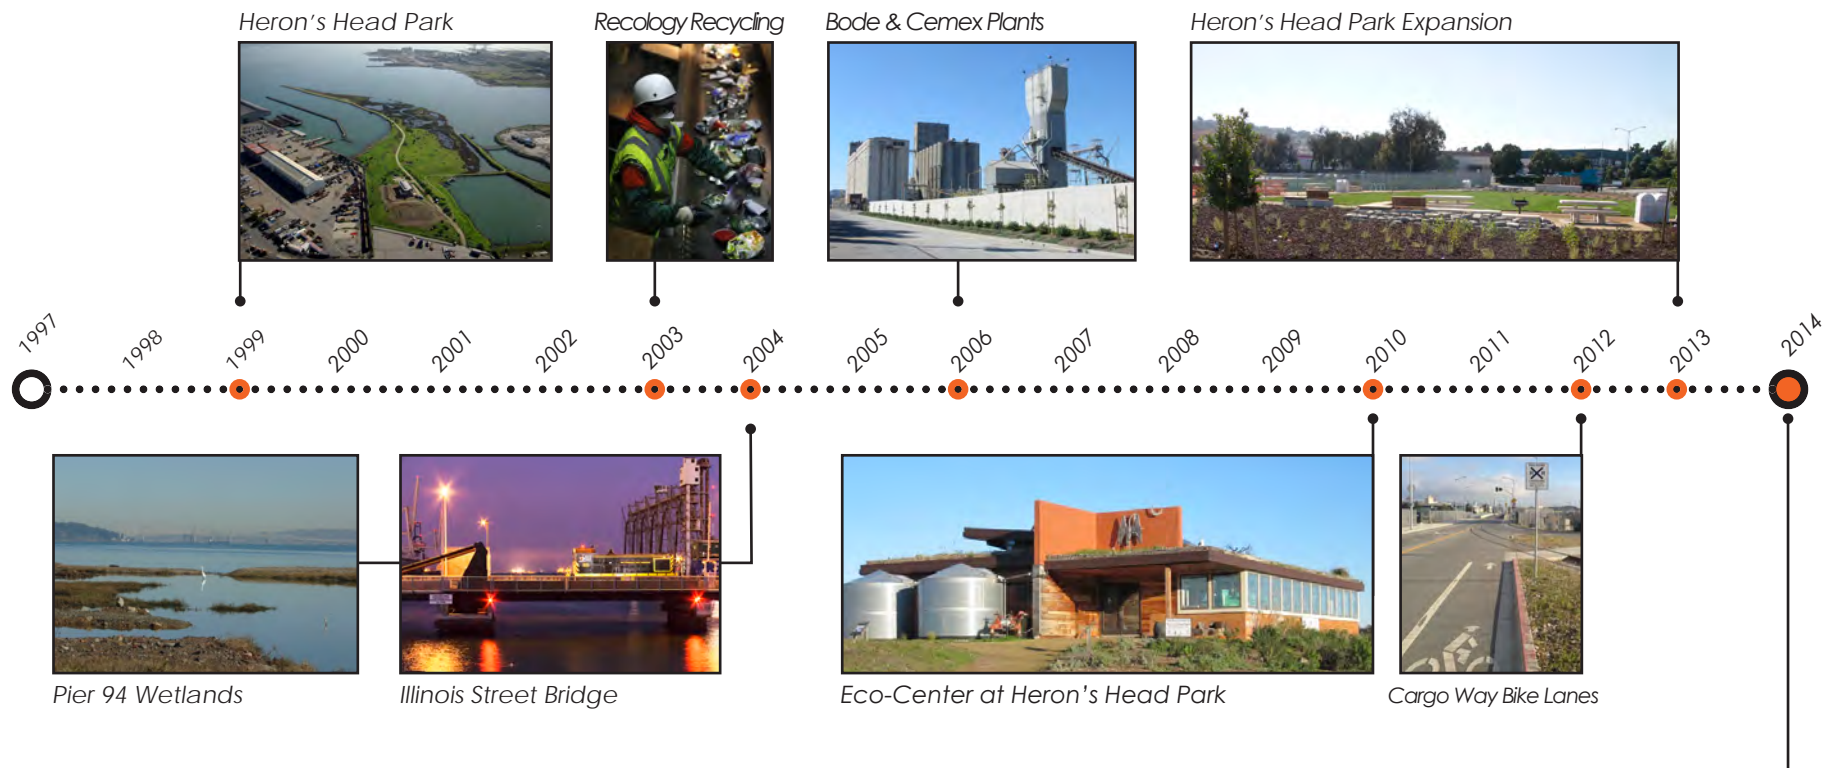 Heron's Head Park
Recology Recycling
Bode & Cemex Plants
Heron's Head Park Expansion
1997
1998
1999
2000
2001
2002
2003
2004
2005
2006
2007
2008
2009
2010
2011
2012
2013
2014
Pier 94 Wetlands
Illinois Street Bridge
Eco-Center at Heron's Head Park
Cargo Way Bike Lanes